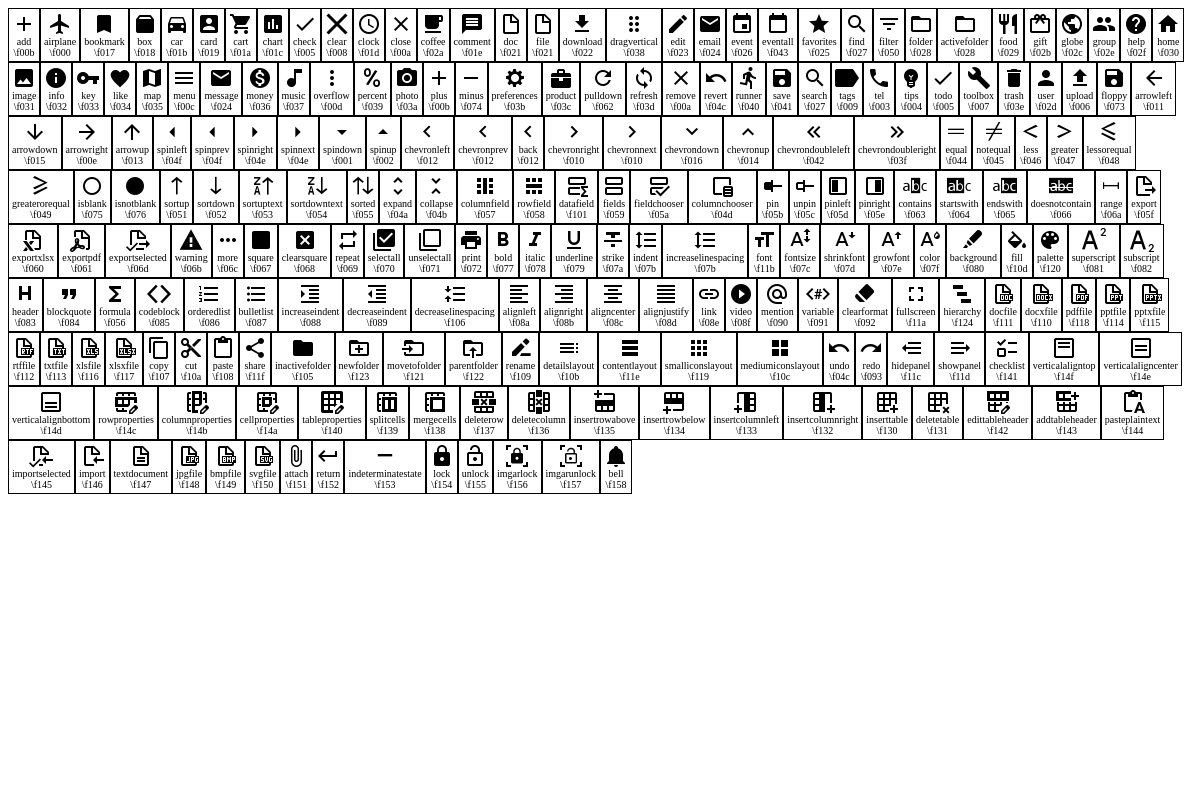 add airplane bookmark box car card cart chart check clear clock close coffee comment doc file download dragvertical edit email event eventall favorites find filter folder activefolder food gift globe group help home
\f00b \f000 \f017 \f018 \f01b \f019 \f01a \f01c \f005 \f008 \f01d \f00a \f02a \f01e \f021 \f021 \f022 \f038 \f023 \f024 \f026 \f043 \f025 \f027 \f050 \f028 \f028 \f029 \f02b \f02c \f02e \f02f \f030
image info key like map menu message money music overflow percent photo plus minus preferences product pulldown refresh remove revert runner save search tags tel tips todo toolbox trash user upload floppy arrowleft
\f031 \f032 \f033 \f034 \f035 \f00c \f024 \f036 \f037 \f00d \f039 \f03a \f00b \f074 \f03b \f03c \f062 \f03d \f00a \f04c \f040 \f041 \f027 \f009 \f003 \f004 \f005 \f007 \f03e \f02d \f006 \f073 \f011
arrowdown arrowright arrowup spinleft spinprev spinright spinnext spindown spinup chevronleft chevronprev back chevronright chevronnext chevrondown chevronup chevrondoubleleft chevrondoubleright equal notequal less greater lessorequal
\f015 \f00e \f013 \f04f \f04f \f04e \f04e \f001 \f002 \f012 \f012 \f012 \f010 \f010 \f016 \f014 \f042 \f03f \f044 \f045 \f046 \f047 \f048
greaterorequal isblank isnotblank sortup sortdown sortuptext sortdowntext sorted expand collapse columnfield rowfield datafield fields fieldchooser columnchooser pin unpin pinleft pinright contains startswith endswith doesnotcontain range export
\f049 \f075 \f076 \f051 \f052 \f053 \f054 \f055 \f04a \f04b \f057 \f058 \f101 \f059 \f05a \f04d \f05b \f05c \f05d \f05e \f063 \f064 \f065 \f066 \f06a \f05f
exportxlsx exportpdf exportselected warning more square clearsquare repeat selectall unselectall print bold italic underline strike indent increaselinespacing font fontsize shrinkfont growfont color background fill palette superscript subscript
\f060 \f061 \f06d \f06b \f06c \f067 \f068 \f069 \f070 \f071 \f072 \f077 \f078 \f079 \f07a \f07b \f07b \f11b \f07c \f07d \f07e \f07f \f080 \f10d \f120 \f081 \f082
header blockquote formula codeblock orderedlist bulletlist increaseindent decreaseindent decreaselinespacing alignleft alignright aligncenter alignjustify link video mention variable clearformat fullscreen hierarchy docfile docxfile pdffile pptfile pptxfile
\f083 \f084 \f056 \f085 \f086 \f087 \f088 \f089 \f106 \f08a \f08b \f08c \f08d \f08e \f08f \f090 \f091 \f092 \f11a \f124 \f111 \f110 \f118 \f114 \f115
rtffile txtfile xlsfile xlsxfile copy cut paste share inactivefolder newfolder movetofolder parentfolder rename detailslayout contentlayout smalliconslayout mediumiconslayout undo redo hidepanel showpanel checklist verticalaligntop verticalaligncenter
\f112 \f113 \f116 \f117 \f107 \f10a \f108 \f11f \f105 \f123 \f121 \f122 \f109 \f10b \f11e \f119 \f10c \f04c \f093 \f11c \f11d \f141 \f14f \f14e
verticalalignbottom rowproperties columnproperties cellproperties tableproperties splitcells mergecells deleterow deletecolumn insertrowabove insertrowbelow insertcolumnleft insertcolumnright inserttable deletetable edittableheader addtableheader pasteplaintext
\f14d \f14c \f14b \f14a \f140 \f139 \f138 \f137 \f136 \f135 \f134 \f133 \f132 \f130 \f131 \f142 \f143 \f144
importselected import textdocument jpgfile bmpfile svgfile attach return indeterminatestate lock unlock imgarlock imgarunlock bell
\f145 \f146 \f147 \f148 \f149 \f150 \f151 \f152 \f153 \f154 \f155 \f156 \f157 \f158